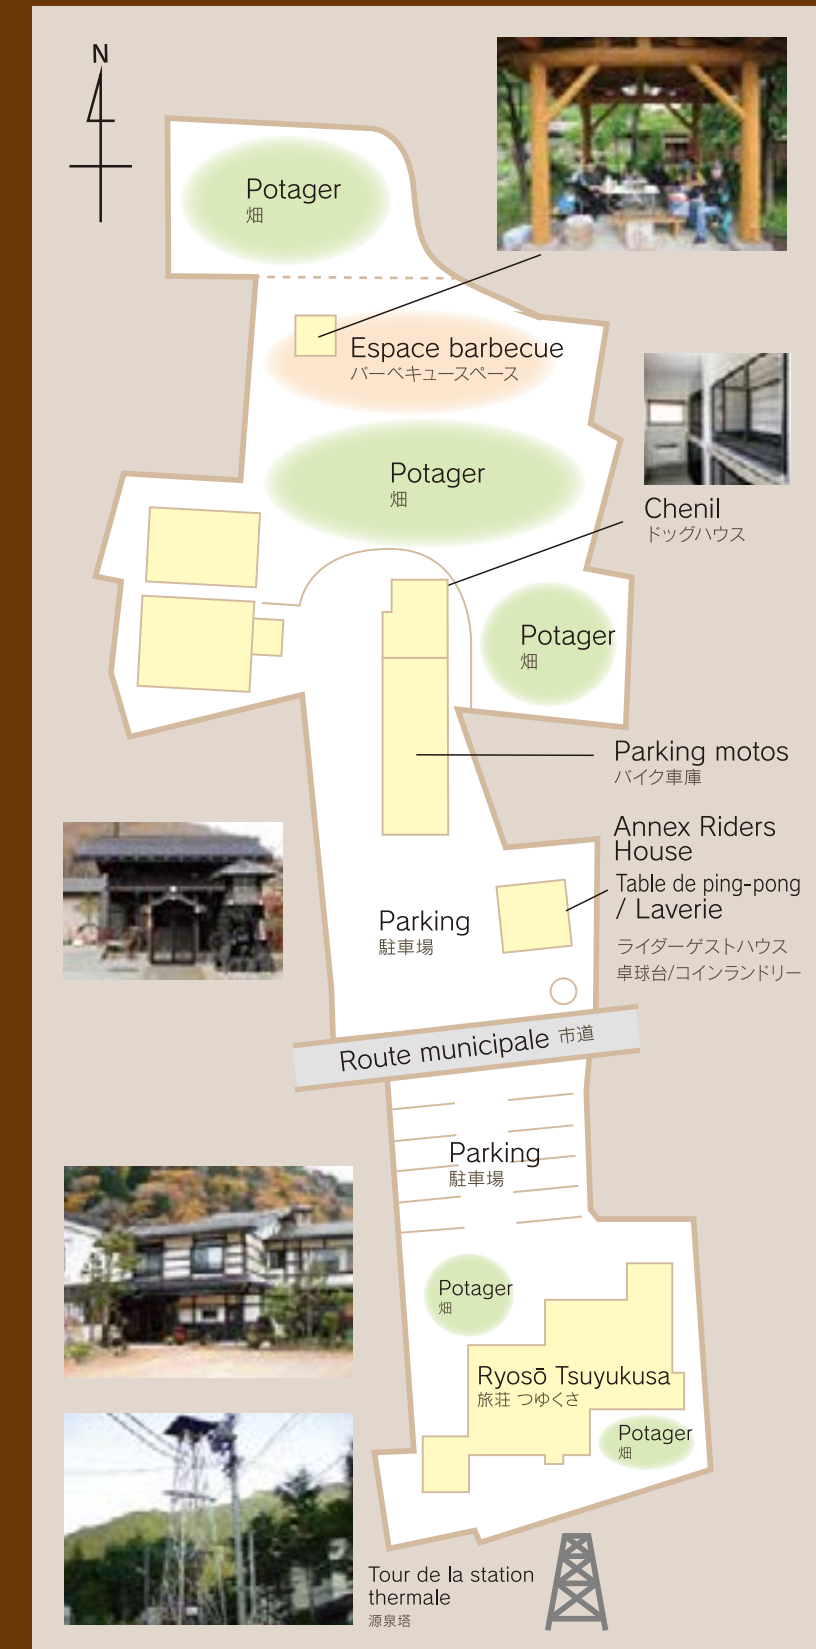 N
Potager
畑
Espace barbecue
バーベキュースペース
Potager
畑
Chenil
ドッグハウス
Potager
畑
Parking motos
バイク車庫
Annex Riders
House
Table de ping-pong
/ Laverie
ライダーゲストハウス
卓球台/コインランドリー
Parking
駐車場
Route municipale 市道
Parking
駐車場
Potager
畑
Ryosō Tsuyukusa
旅荘 つゆくさ
Potager
畑
Tour de la station
thermale
源泉塔